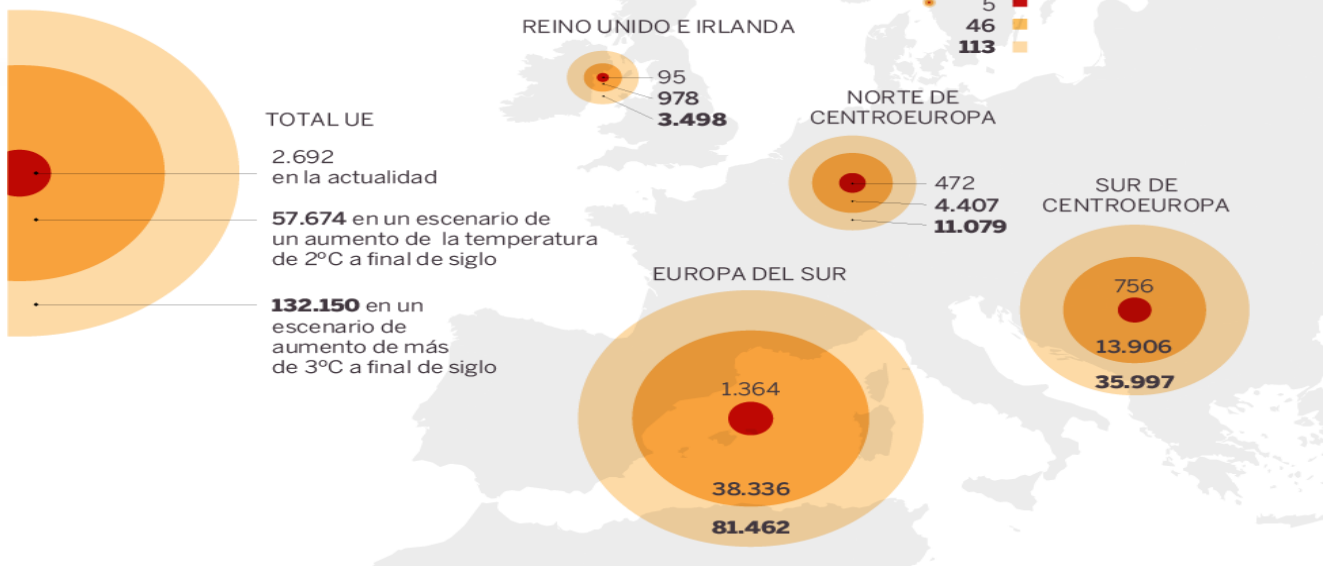 5
46
113
REINO UNIDO E IRLANDA
95
978
3.498
TOTAL UE
2.692
en la actualidad
57.674 en un escenario de
un aumento de la temperatura
de 2ºC a final de siglo
132.150 en un
escenario de
aumento de más
de 3ºC a final de siglo
NORTE DE
CENTROEUROPA
472
4.407
11.079
SUR DE
CENTROEUROPA
756
13.906
35.997
EUROPA DEL SUR
1.364
38.336
81.462